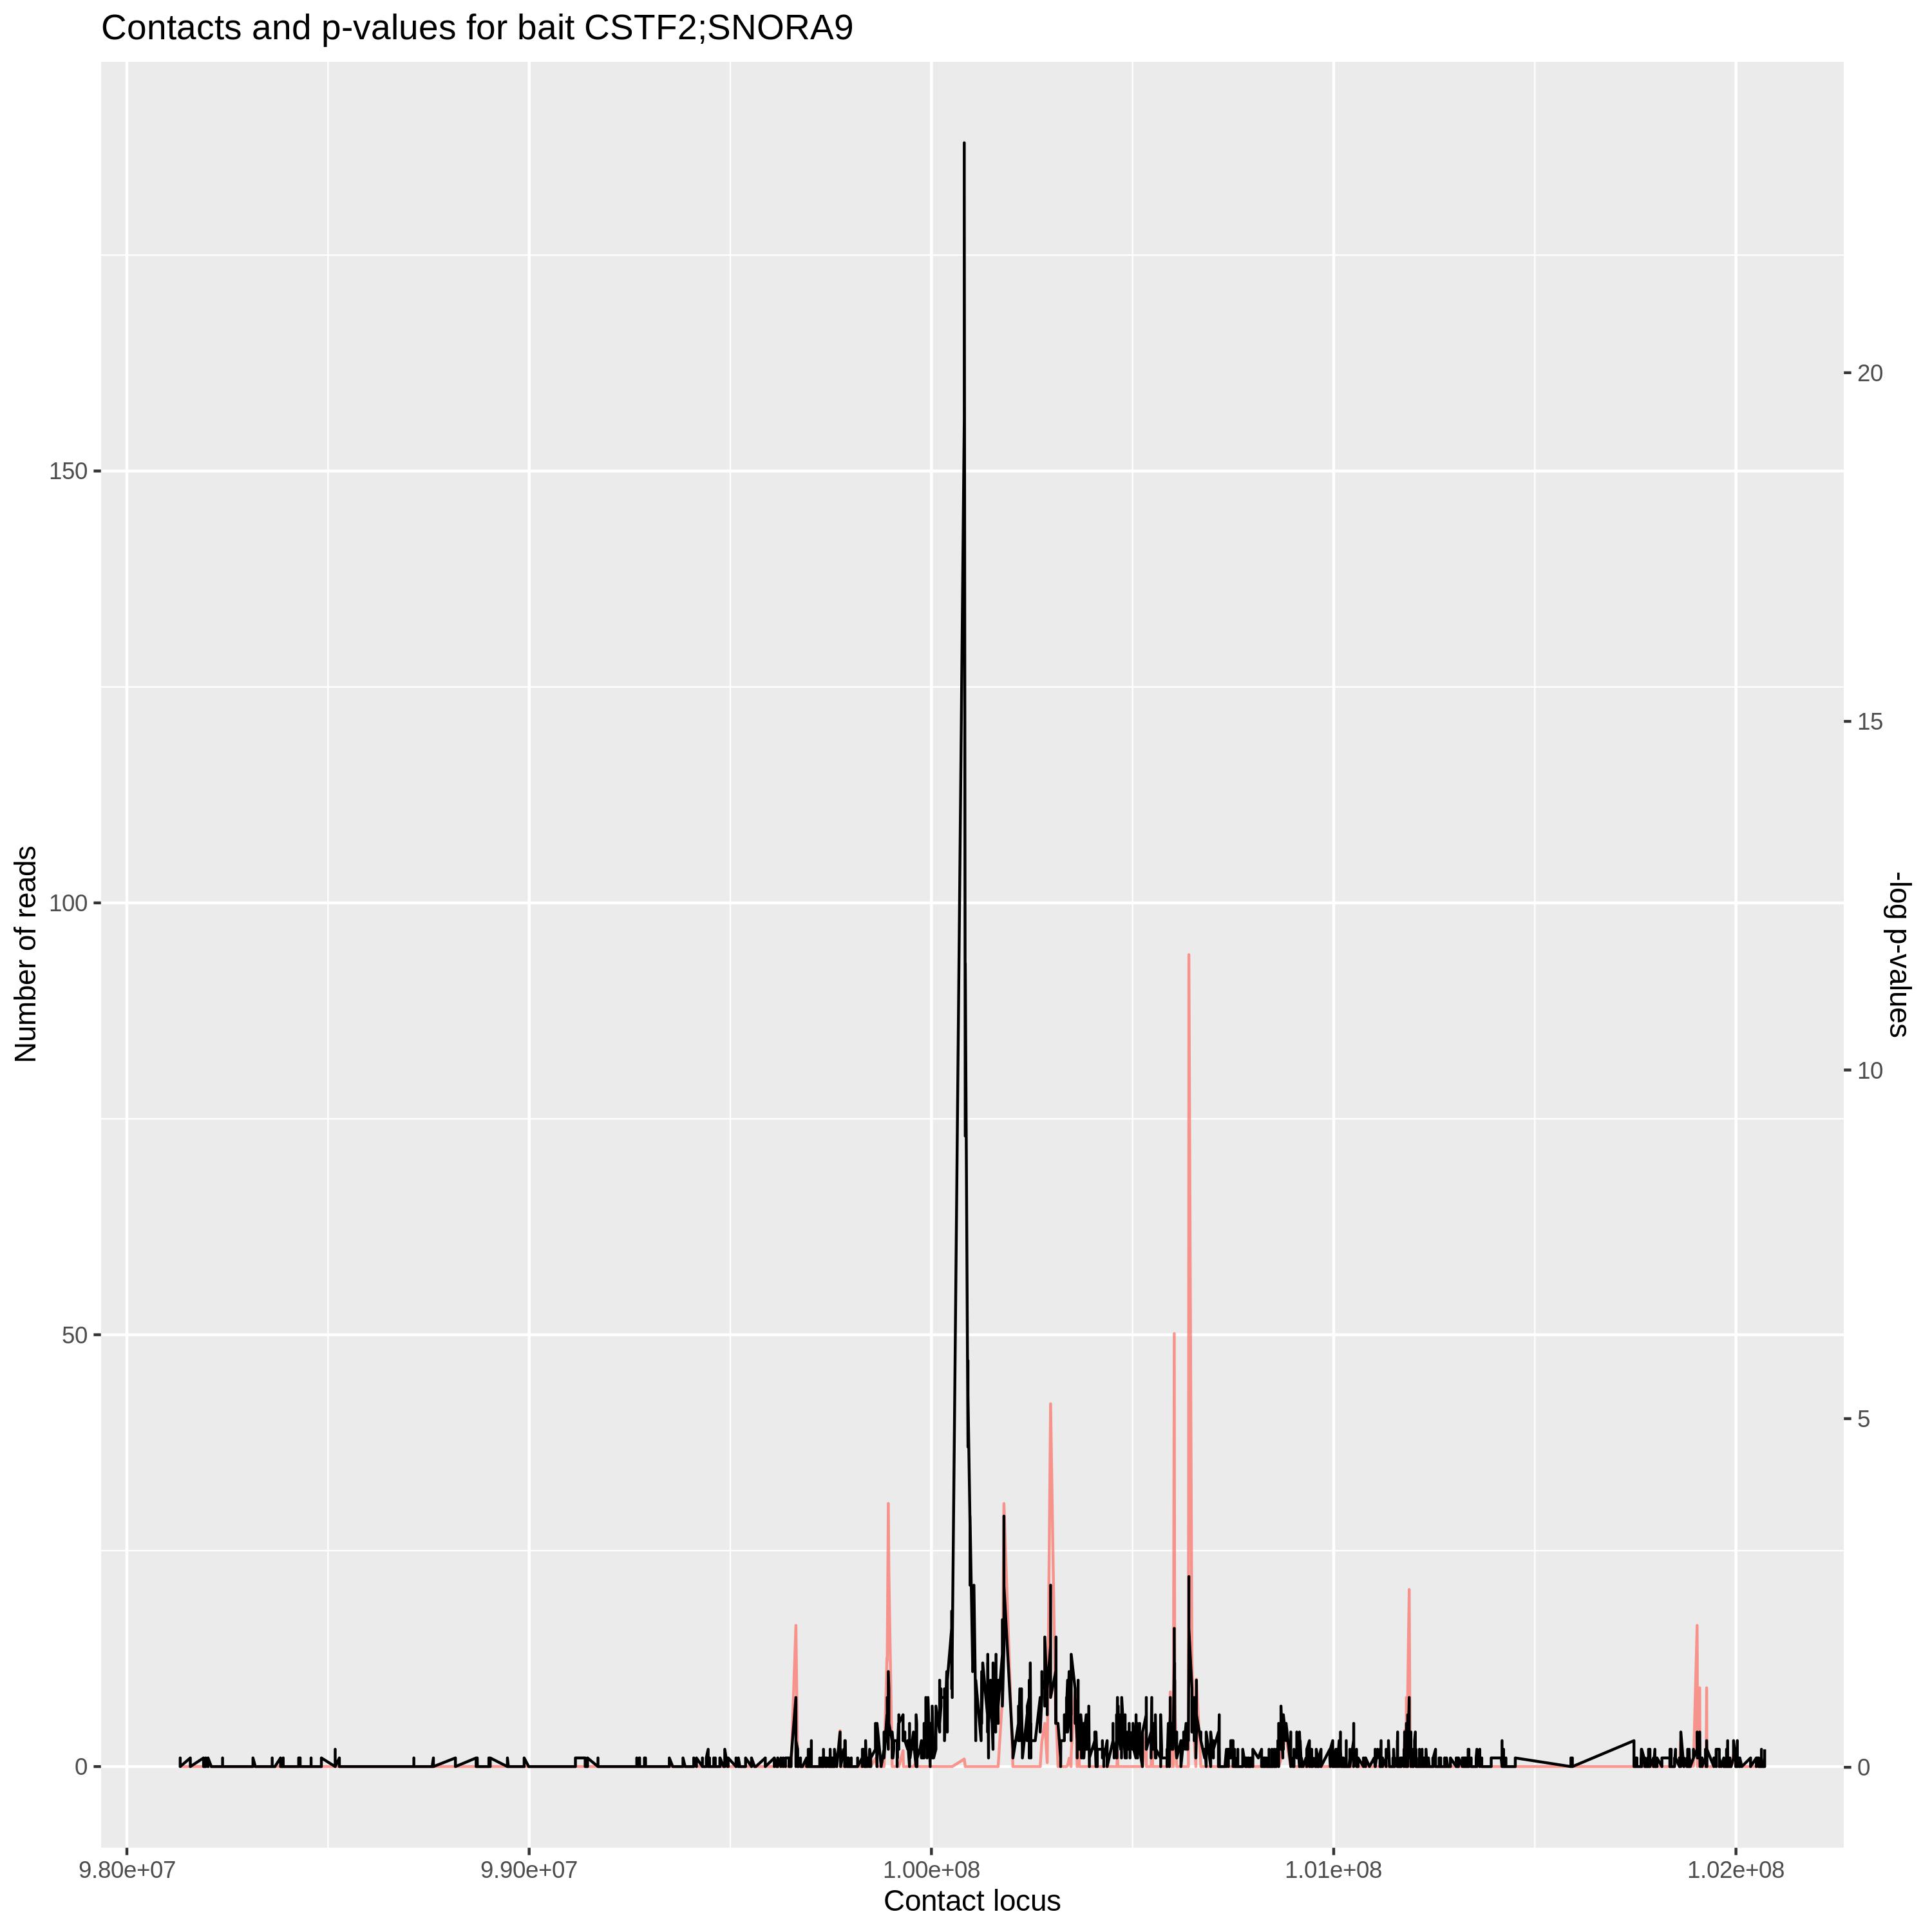 Contacts and p-values for bait CSTF2;SNORA9
Number of reads
150
100
50
0
20
15
10
5
0
-log p-values
9.80e+07
9.90e+07
1.00e+08
1.01e+08
1.02e+08
Contact locus